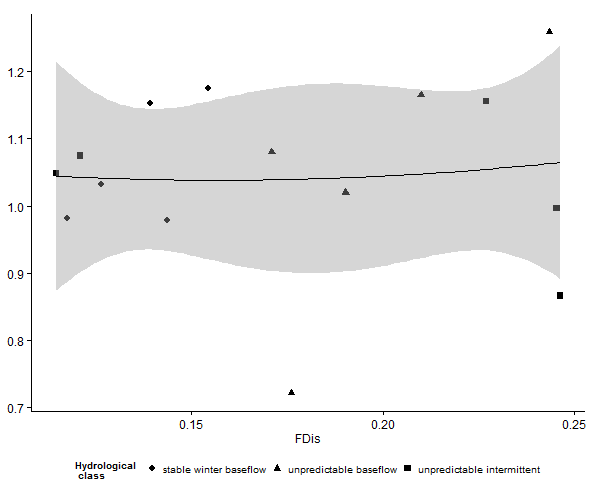 1.2
1.1
1.0
0.9
0.8
0.7
0.15 0.20 0.25
FDis
Hydrological
class
stable winter baseflow unpredictable baseflow unpredictable intermittent